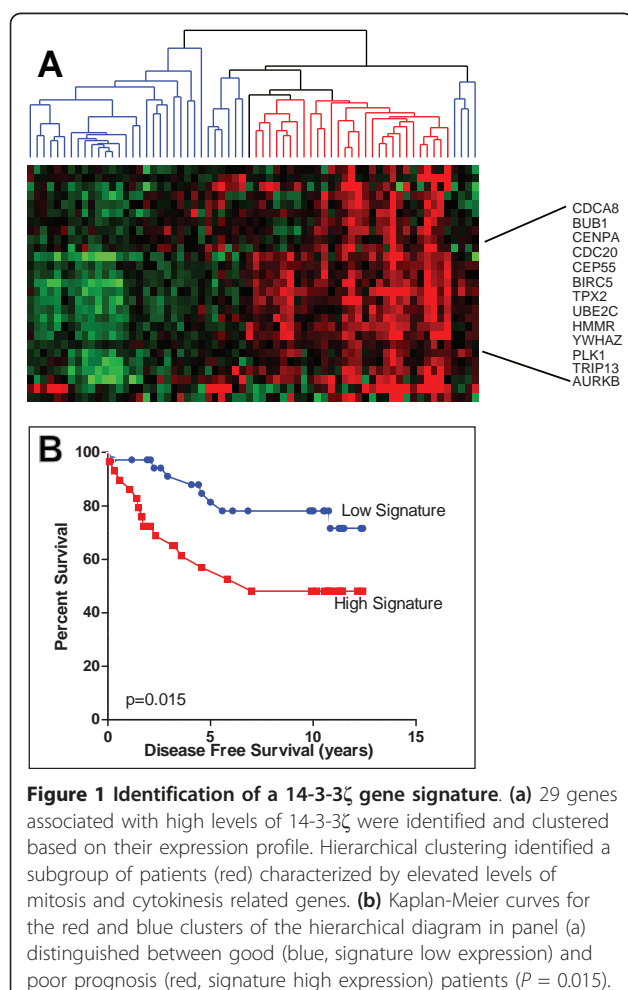 A
CDCA8
BUB1
CENPA
CDC20
CEP55
BIRC5
TPX2
UBE2C
HMMR
YWHAZ
PLK1
TRIP13
AURKB
B
100
80
60
40
20
0
Percent Survival
Low Signature
High Signature
p=0.015
0 5 10 15
Disease Free Survival (years)
Figure 1 Identification of a 14-3-3ζ gene signature. (a) 29 genes
associated with high levels of 14-3-3ζ were identified and clustered
based on their expression profile. Hierarchical clustering identified a
subgroup of patients (red) characterized by elevated levels of
mitosis and cytokinesis related genes. (b) Kaplan-Meier curves for
the red and blue clusters of the hierarchical diagram in panel (a)
distinguished between good (blue, signature low expression) and
poor prognosis (red, signature high expression) patients (P = 0.015).